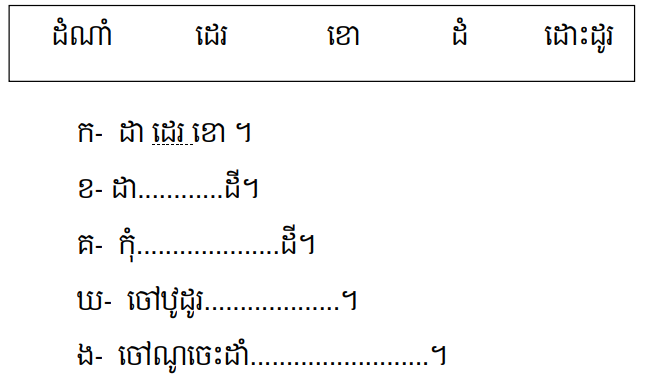 ដំណាំ ដេរ ខោ ដំ ដោះដូរ
ក- ដា ដេរ ខោ ។
ខ- ដា............ដី។
គ- កុំ....................ដី។
ឃ- ចៅឋូដូរ...................។
ង- ចៅណូចេះដាំ.........................។